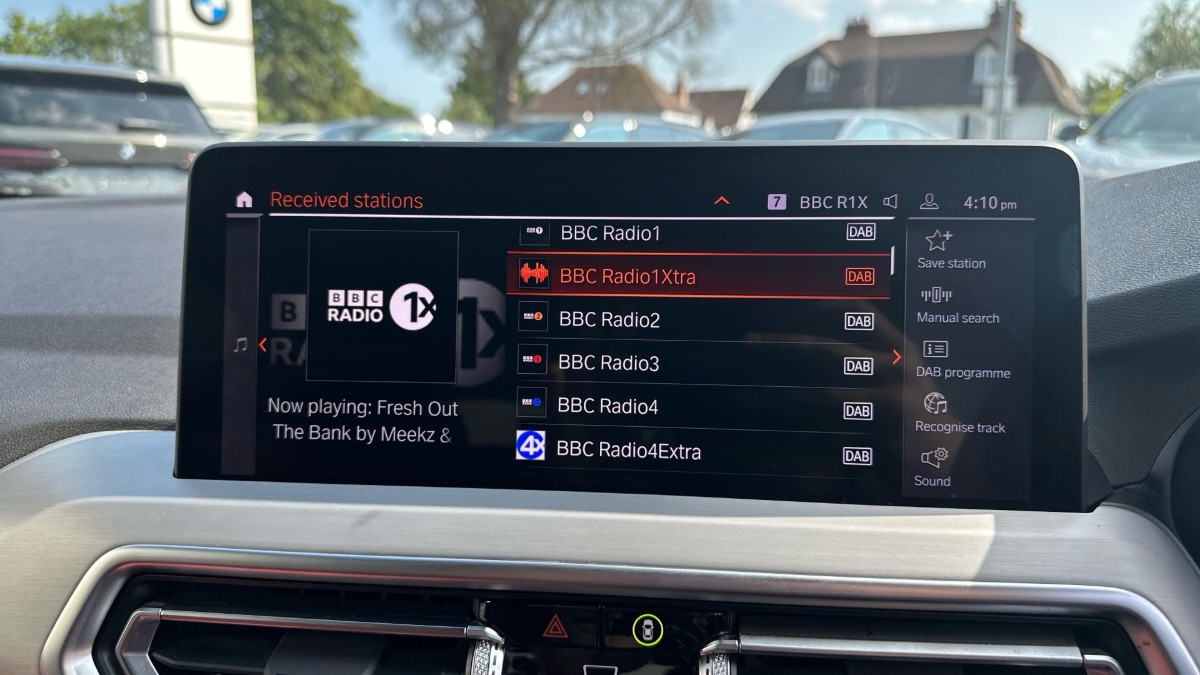 Received stations
7 BBC R1X 4:10 pm
BBC Radio1 DAB
BBC Radio1Xtra DAB
BBC Radio2 DAB
BBC Radio3 DAB
BBC Radio4 DAB
4X BBC Radio4Extra DAB
BBC
RADIO 1X
Now playing: Fresh Out
The Bank by Meekz &
Save station
Manual search
DAB programme
Recognise track
Sound